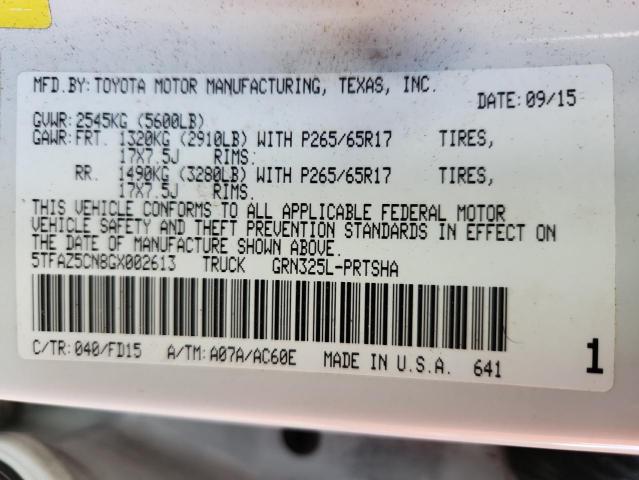 MFD.BY: TOYOTA MOTOR MANUFACTURING, TEXAS, INC.
DATE: 09/15
GVWR: 2545KG (5600LB)
GAWR: FRT. 1320KG (2910LB) WITH P265/65R17 TIRES,
17X7.5J RIMS.
RR. 1490KG (3280LB) WITH P265/65R17 TIRES,
17X7.5J RIMS.
THIS VEHICLE CONFORMS TO ALL APPLICABLE FEDERAL MOTOR
VEHICLE SAFETY AND THEFT PREVENTION STANDARDS IN EFFECT ON
THE DATE OF MANUFACTURE SHOWN ABOVE.
5TFAZ5CN8GX002613 TRUCK GRN325L-PRTSHA
C/TR: 040/FD15 A/TM: A07A/AC60E MADE IN U.S.A. 641
1